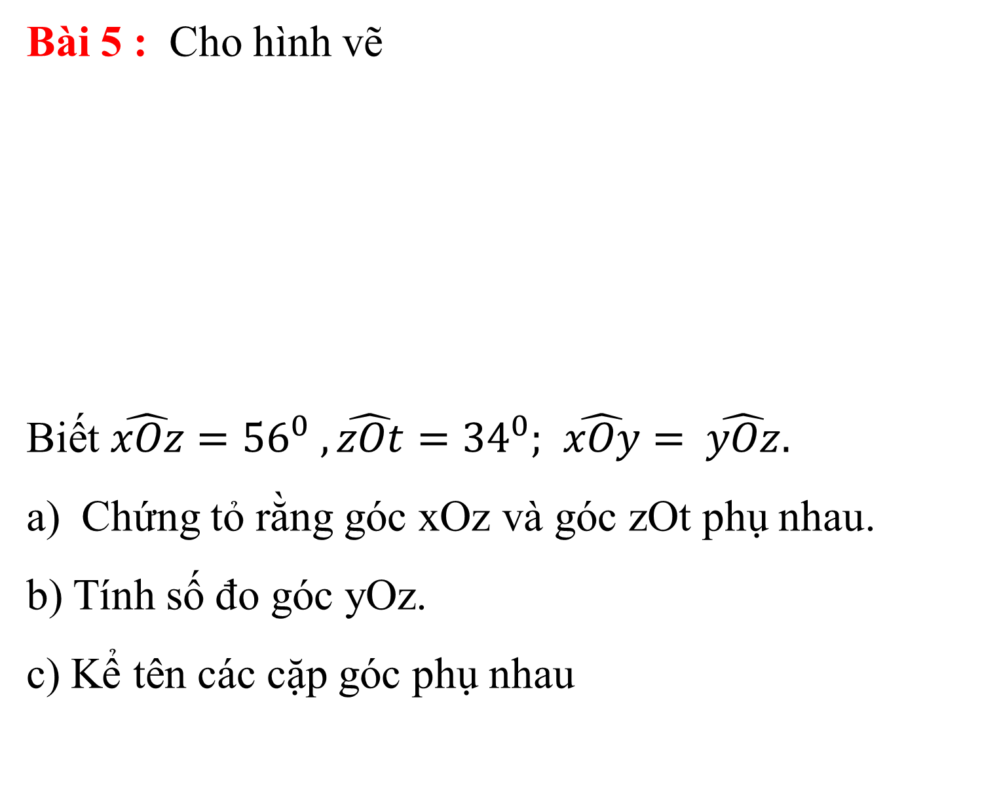 Bài 5 : Cho hình vẽ
Biết $\widehat{xOz} = 56^0$ , $\widehat{zOt} = 34^0$; $\widehat{xOy} = \widehat{yOz}$.
a) Chứng tỏ rằng góc xOz và góc zOt phụ nhau.
b) Tính số đo góc yOz.
c) Kể tên các cặp góc phụ nhau